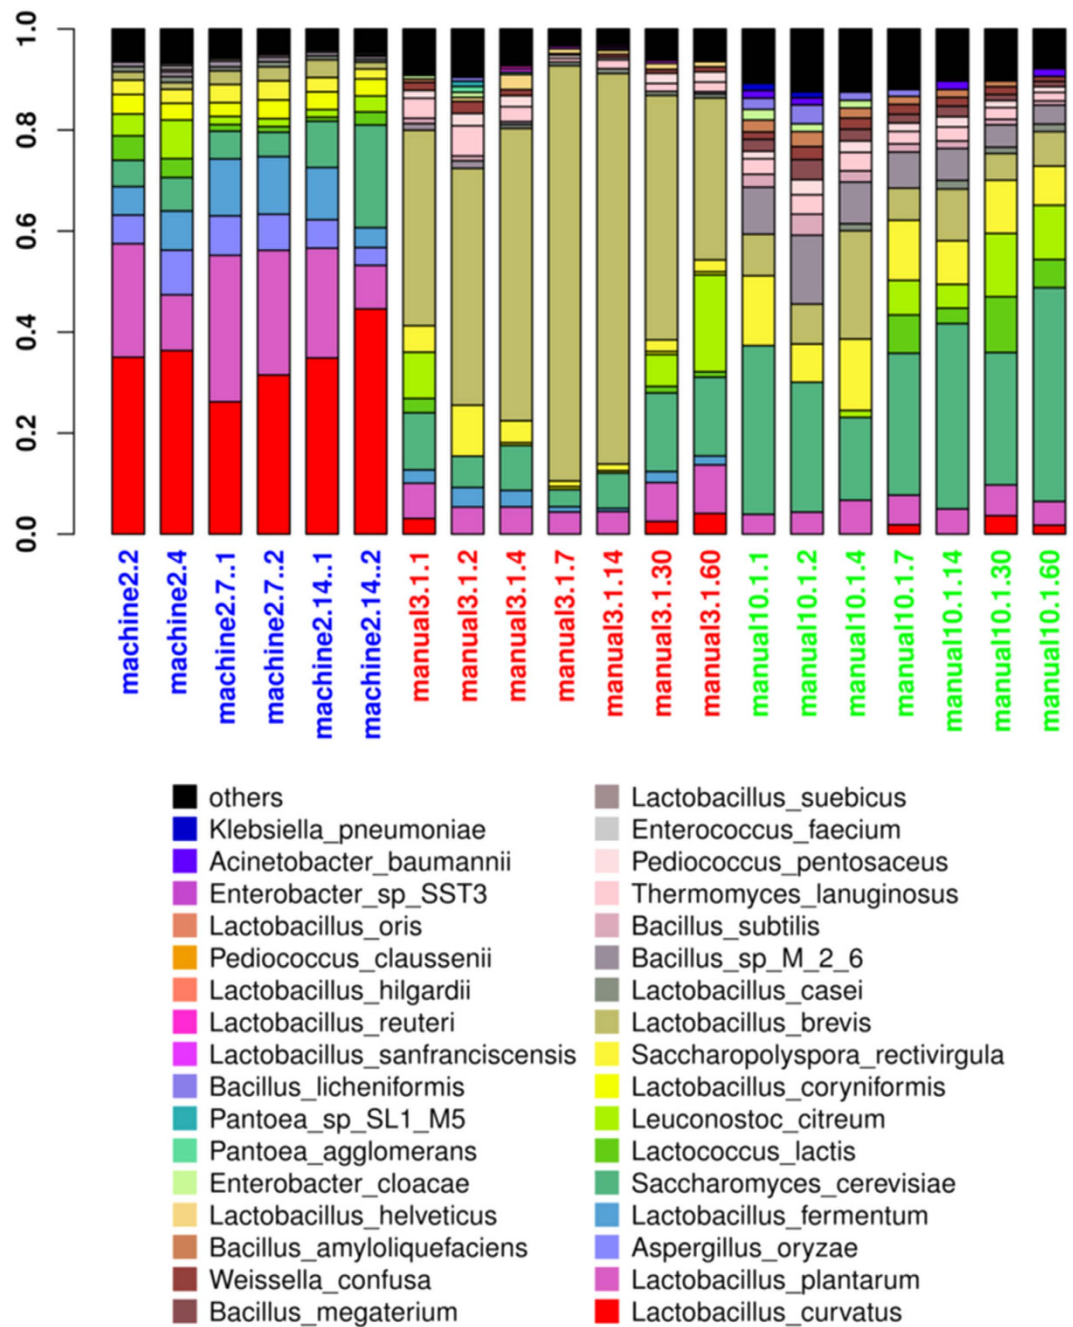 1.0
0.8
0.6
0.4
0.2
0.0
machine2.2
machine2.4
machine2.7..1
machine2.7..2
machine2.14..1
machine2.14..2
manual3.1.1
manual3.1.2
manual3.1.4
manual3.1.7
manual3.1.14
manual3.1.30
manual3.1.60
manual10.1.1
manual10.1.2
manual10.1.4
manual10.1.7
manual10.1.14
manual10.1.30
manual10.1.60
others
Klebsiella_pneumoniae
Acinetobacter_baumannii
Enterobacter_sp_SST3
Lactobacillus_oris
Pediococcus_claussenii
Lactobacillus_hilgardii
Lactobacillus_reuteri
Lactobacillus_sanfranciscensis
Bacillus_licheniformis
Pantoea_sp_SL1_M5
Pantoea_agglomerans
Enterobacter_cloacae
Lactobacillus_helveticus
Bacillus_amyloliquefaciens
Weissella_confusa
Bacillus_megaterium
Lactobacillus_suebicus
Enterococcus_faecium
Pediococcus_pentosaceus
Thermomyces_lanuginosus
Bacillus_subtilis
Bacillus_sp_M_2_6
Lactobacillus_casei
Lactobacillus_brevis
Saccharopolyspora_rectivirgula
Lactobacillus_coryniformis
Leuconostoc_citreum
Lactococcus_lactis
Saccharomyces_cerevisiae
Lactobacillus_fermentum
Aspergillus_oryzae
Lactobacillus_plantarum
Lactobacillus_curvatus